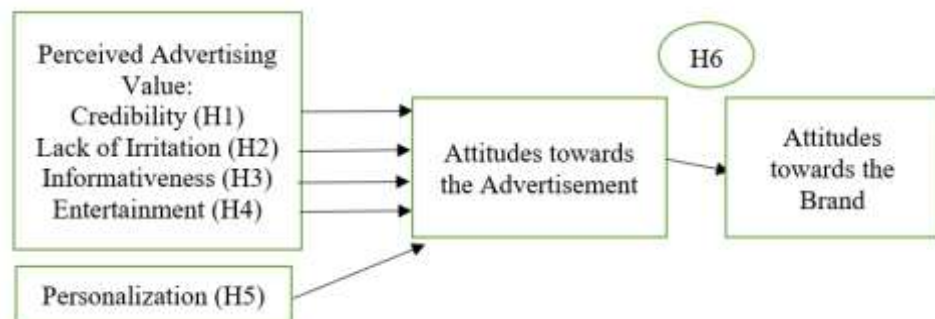 Perceived Advertising
Value:
Credibility (H1)
Lack of Irritation (H2)
Informativeness (H3)
Entertainment (H4)
Personalization (H5)
Attitudes towards
the Advertisement
H6
Attitudes
towards the
Brand